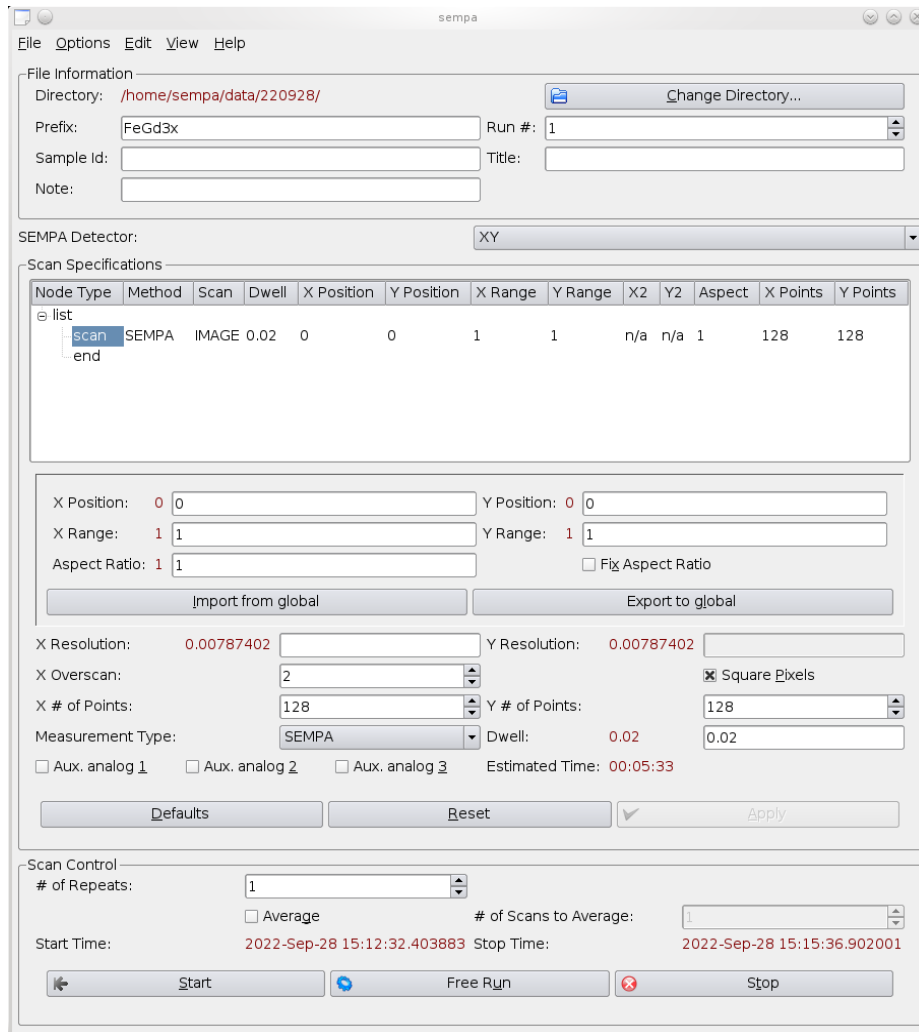 sempa
File Options Edit View Help
File Information
Directory: /home/sempa/data/220928/ Change Directory...
Prefix: FeGd3x Run #: 1
Sample Id: Title:
Note:
SEMPA Detector: XY
Scan Specifications
Node Type Method Scan Dwell X Position Y Position X Range Y Range X2 Y2 Aspect X Points Y Points
list
scan SEMPA IMAGE 0.02 0 0 1 1 n/a n/a 1 128 128
end
X Position: 0 0 Y Position: 0 0
X Range: 1 1 Y Range: 1 1
Aspect Ratio: 1 1 Fix Aspect Ratio
Import from global Export to global
X Resolution: 0.00787402 Y Resolution: 0.00787402
X Overscan: 2 Square Pixels
X # of Points: 128 Y # of Points: 128
Measurement Type: SEMPA Dwell: 0.02 0.02
Aux. analog 1 Aux. analog 2 Aux. analog 3 Estimated Time: 00:05:33
Defaults Reset Apply
Scan Control
# of Repeats: 1
Average # of Scans to Average: 1
Start Time: 2022-Sep-28 15:12:32.403883 Stop Time: 2022-Sep-28 15:15:36.902001
Start Free Run Stop